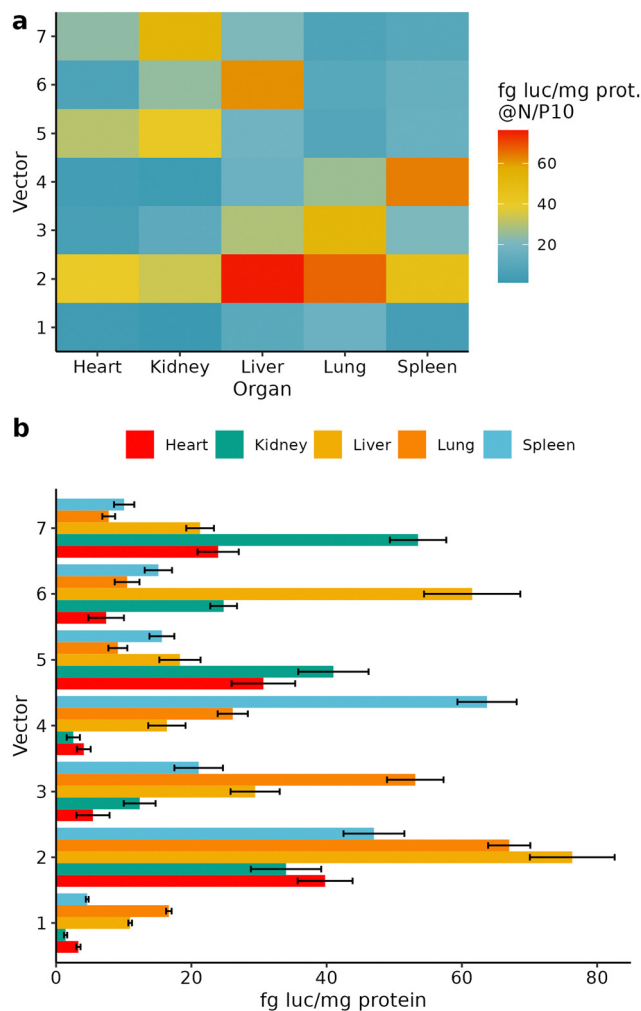 a
7
6
5
4
3
2
1
Vector
Heart Kidney Liver Lung Spleen
Organ
fg luc/mg prot.
@N/P10
60
40
20
b
Heart Kidney Liver Lung Spleen
7
6
5
4
3
2
1
Vector
0 20 40 60 80
fg luc/mg protein